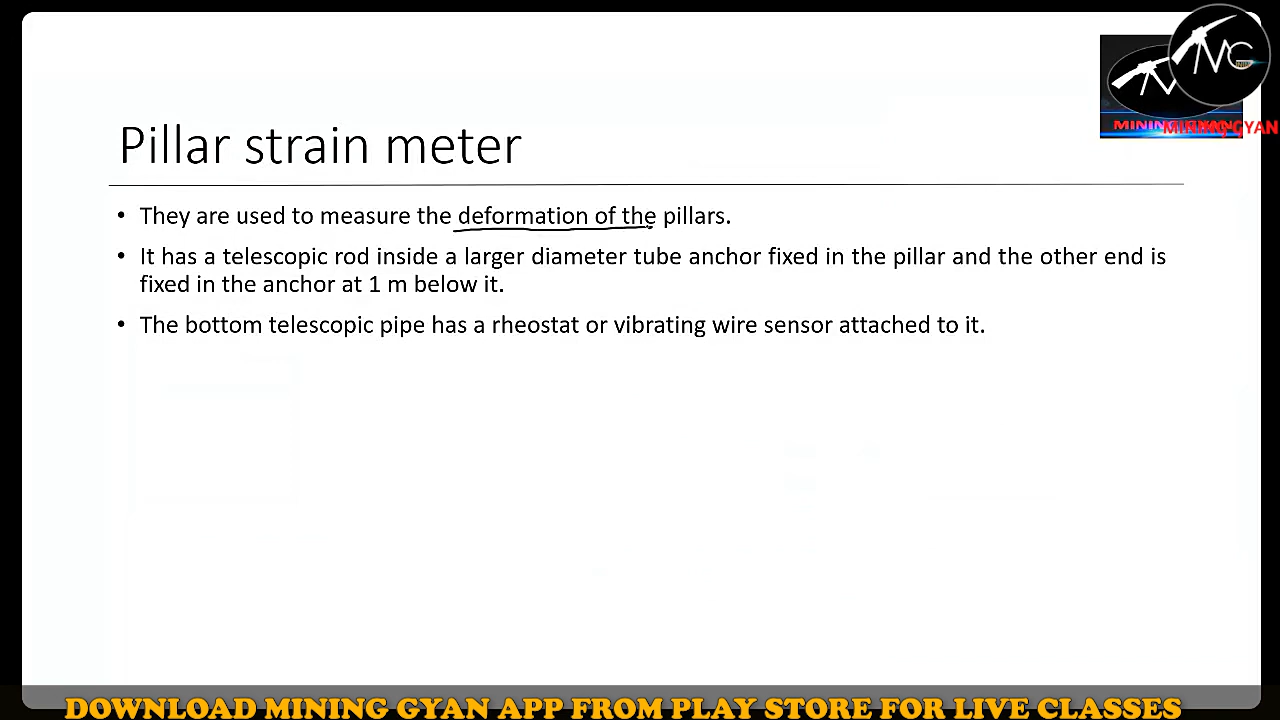 MG
MINING GYAN
Pillar strain meter
• They are used to measure the deformation of the pillars.
• It has a telescopic rod inside a larger diameter tube anchor fixed in the pillar and the other end is
fixed in the anchor at 1 m below it.
• The bottom telescopic pipe has a rheostat or vibrating wire sensor attached to it.
DOWNLOAD MINING GYAN APP FROM PLAY STORE FOR LIVE CLASSES